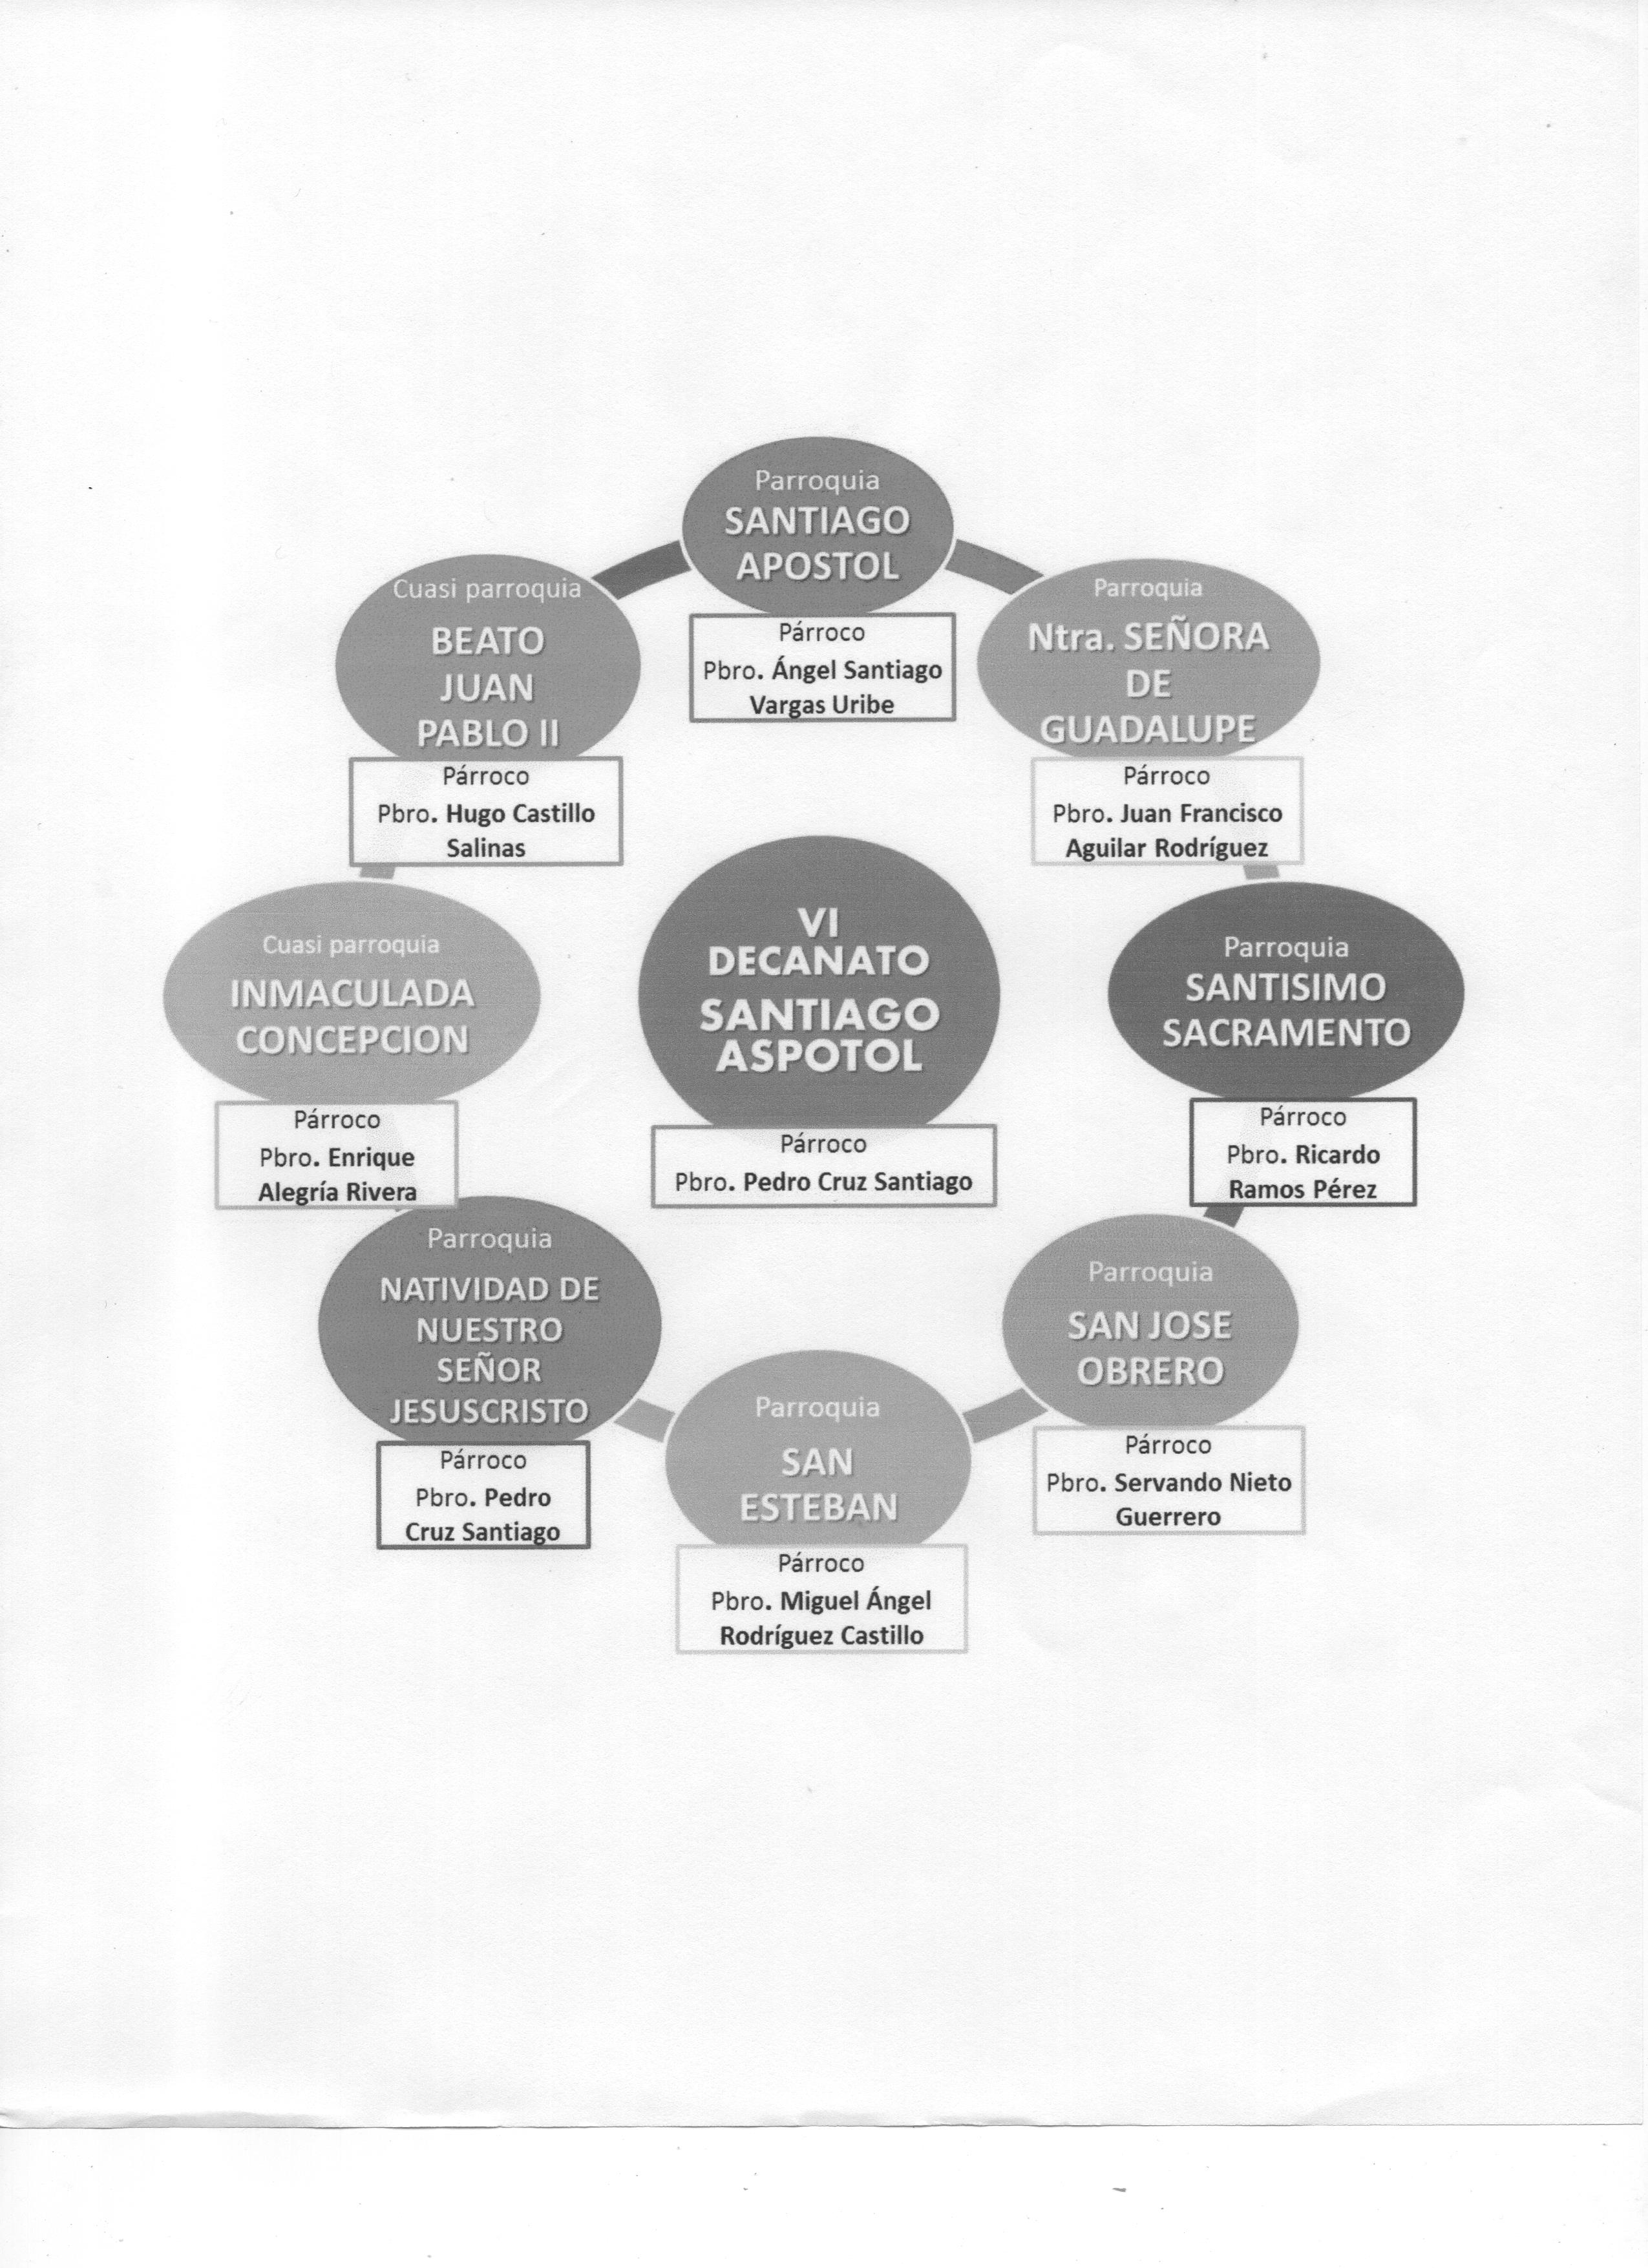 Parroquia
SANTIAGO
APOSTOL
Párroco
Pbro. Ángel Santiago
Vargas Uribe
Parroquia
Ntra. SEÑORA
DE
GUADALUPE
Párroco
Pbro. Juan Francisco
Aguilar Rodríguez
Parroquia
SANTISIMO
SACRAMENTO
Párroco
Pbro. Ricardo
Ramos Pérez
Parroquia
SAN JOSE
OBRERO
Párroco
Pbro. Servando Nieto
Guerrero
Parroquia
SAN
ESTEBAN
Párroco
Pbro. Miguel Ángel
Rodríguez Castillo
Parroquia
NATIVIDAD DE
NUESTRO
SEÑOR
JESUSCRISTO
Párroco
Pbro. Pedro
Cruz Santiago
Cuasi parroquia
INMACULADA
CONCEPCION
Párroco
Pbro. Enrique
Alegría Rivera
Cuasi parroquia
BEATO
JUAN
PABLO II
Párroco
Pbro. Hugo Castillo
Salinas
VI
DECANATO
SANTIAGO
ASPOTOL
Párroco
Pbro. Pedro Cruz Santiago